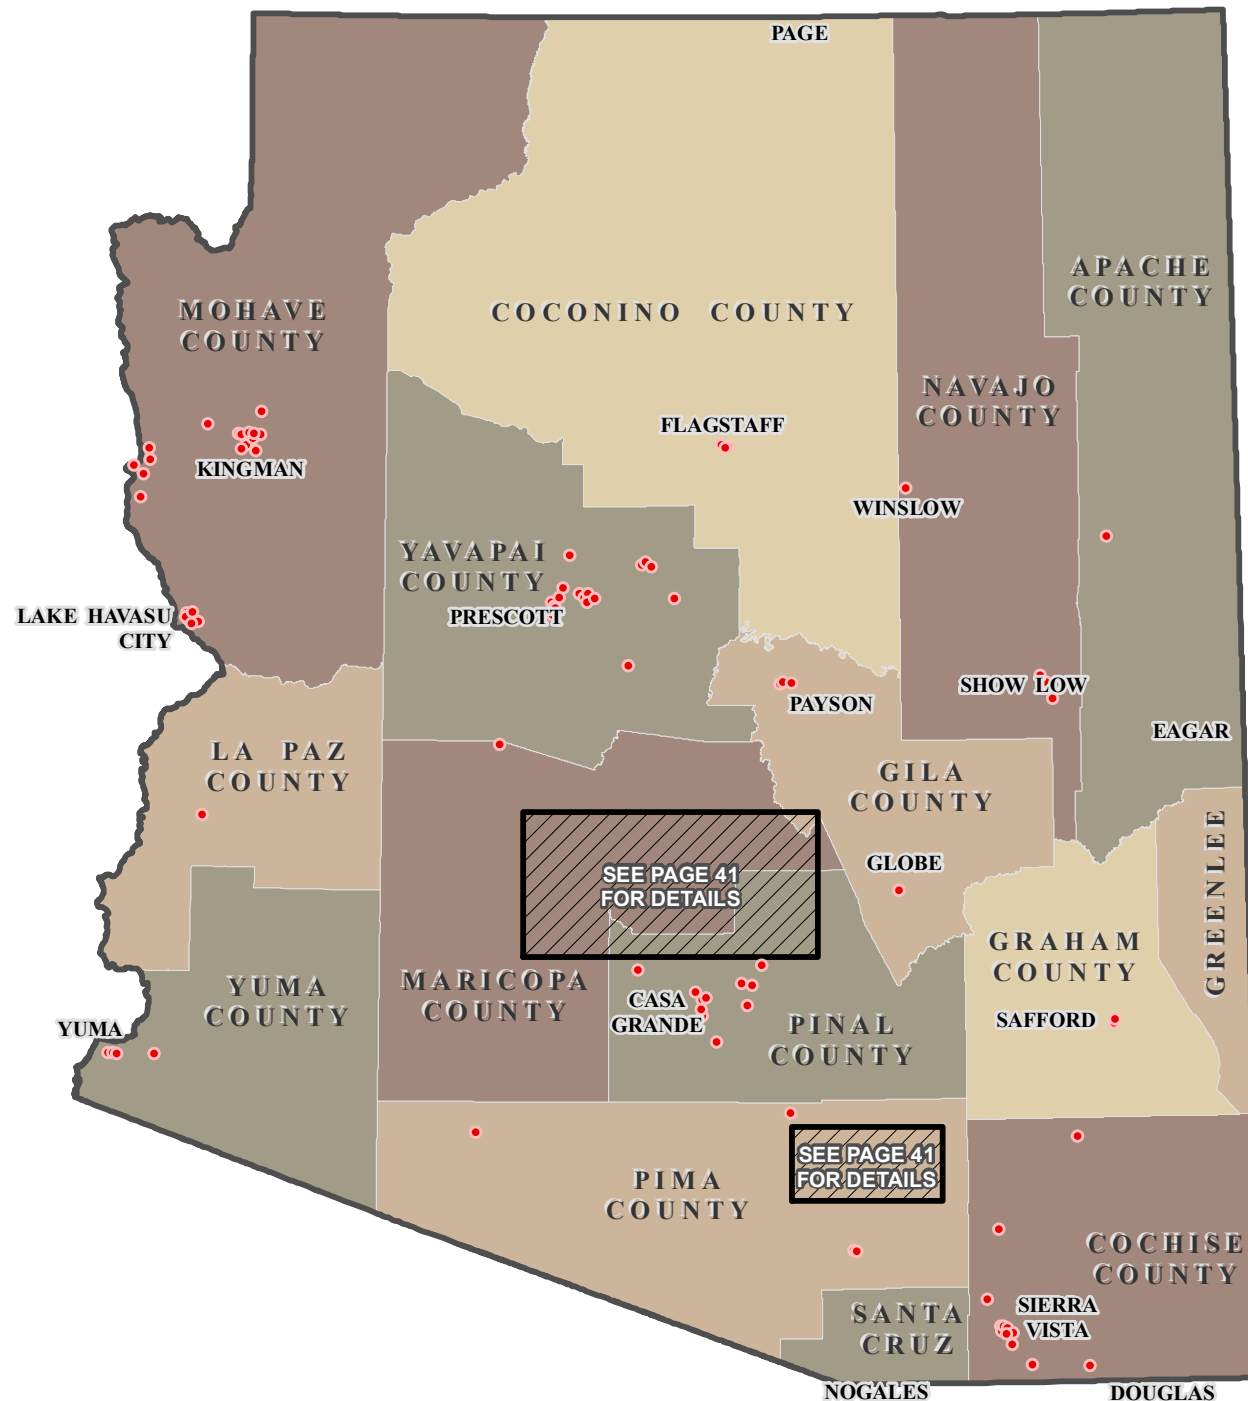 PAGE
APACHE
COUNTY
MOHAVE
COUNTY
COCONINO COUNTY
NAVAJO
COUNTY
FLAGSTAFF
KINGMAN
WINSLOW
YAVAPAI
COUNTY
PRESCOTT
LAKE HAVASU
CITY
SHOW LOW
PAYSON
EAGAR
LA PAZ
COUNTY
GILA
COUNTY
GREENLEE
GLOBE
SEE PAGE 41
FOR DETAILS
GRAHAM
COUNTY
MARICOPA
COUNTY
YUMA
COUNTY
CASA
GRANDE
PINAL
COUNTY
SAFFORD
YUMA
SEE PAGE 41
FOR DETAILS
PIMA
COUNTY
COCHISE
COUNTY
SIERRA
VISTA
SANTA
CRUZ
NOGALES
DOUGLAS